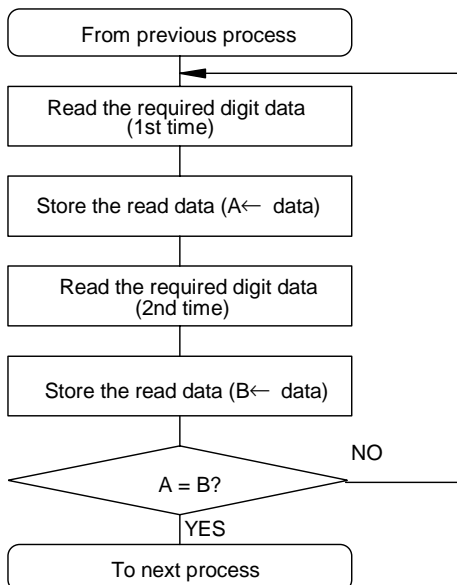 From previous process
Read the required digit data
(1st time)
Store the read data (A← data)
Read the required digit data
(2nd time)
Store the read data (B← data)
NO
A = B?
YES
To next process